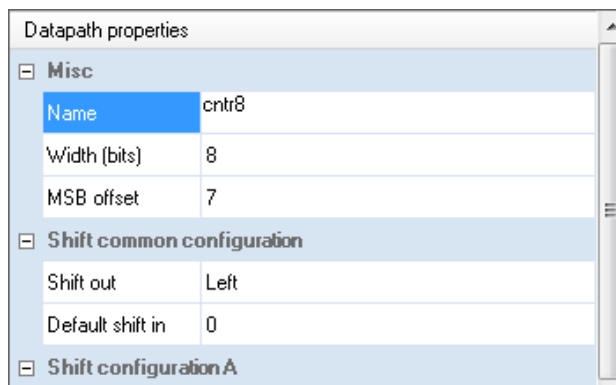 Datapath properties
Misc
Name cntr8
Width (bits) 8
MSB offset 7
Shift common configuration
Shift out Left
Default shift in 0
Shift configuration A